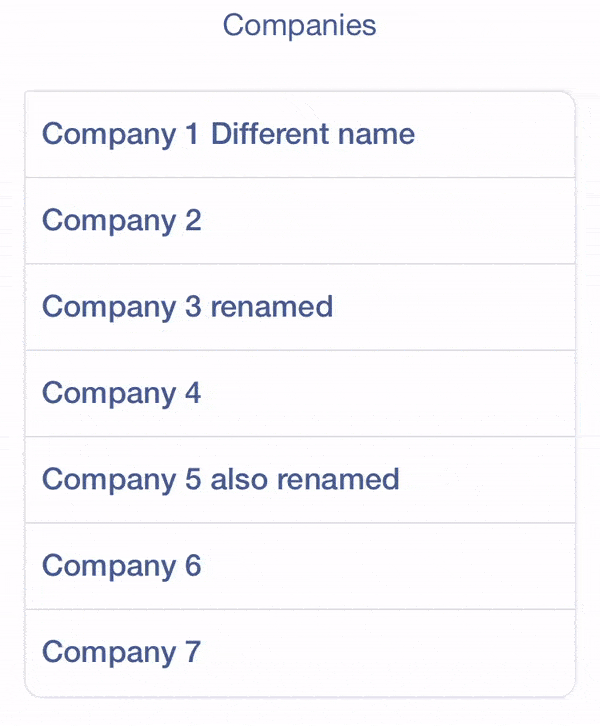 Companies
Company 1 Different name
Company 2
Company 3 renamed
Company 4
Company 5 also renamed
Company 6
Company 7